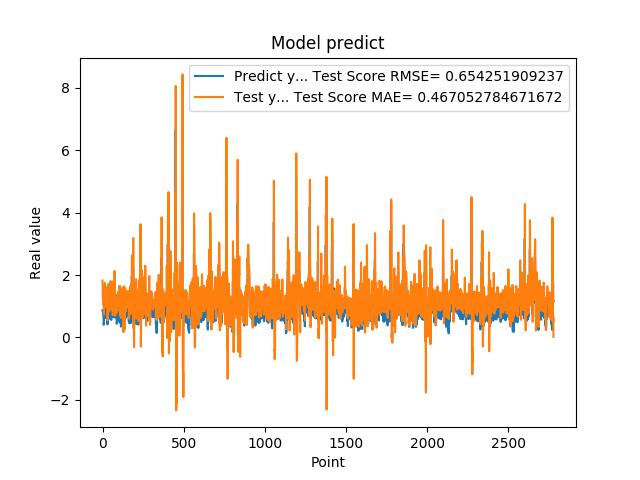 Model predict
Predict y... Test Score RMSE= 0.654251909237
Test y... Test Score MAE= 0.467052784671672
8
6
4
2
0
−2
Real value
0 500 1000 1500 2000 2500
Point